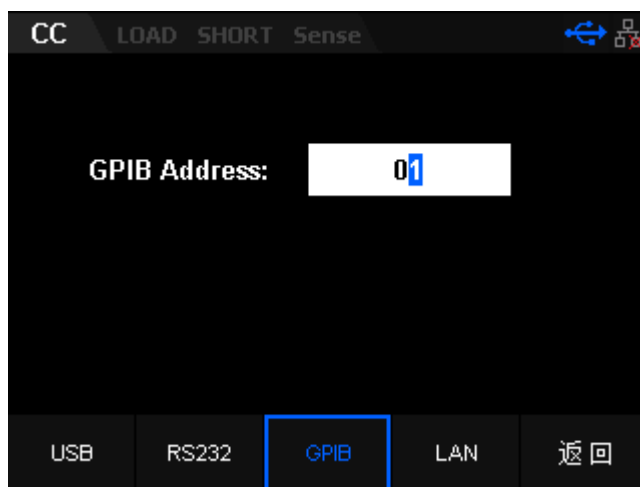 CC LOAD SHORT Sense
GPIB Address: 01
USB RS232 GPIB LAN 返回